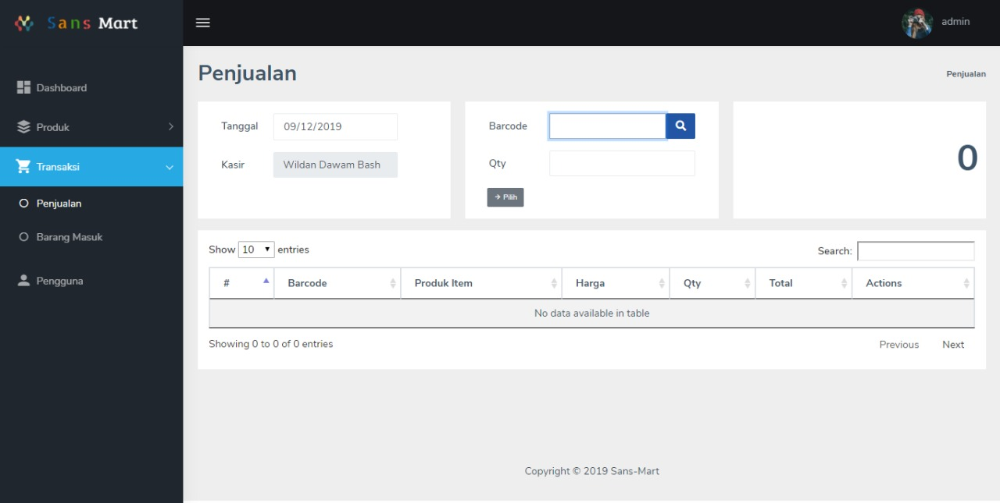 Sans Mart
admin
Dashboard
Produk
Transaksi
Penjualan
Barang Masuk
Pengguna
Penjualan
Penjualan
Tanggal 09/12/2019
Kasir Wildan Dawam Bash
Barcode
Qty
Pilih
0
Show 10 entries
Search:
# Barcode Produk Item Harga Qty Total Actions
No data available in table
Showing 0 to 0 of 0 entries
Previous Next
Copyright © 2019 Sans-Mart